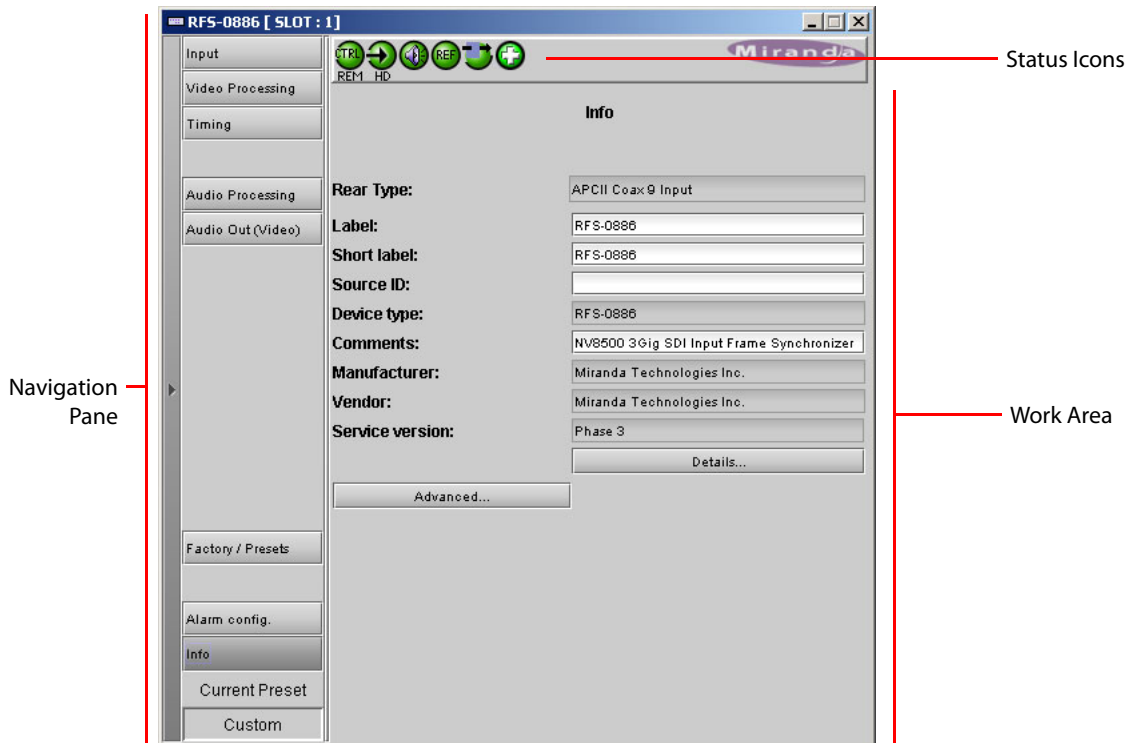 RFS-0886 [ SLOT : 1]
Input
Video Processing
Timing
Audio Processing
Audio Out (Video)
Factory / Presets
Alarm config.
Info
Current Preset
Custom
CTRL
REF
REM HD
Miranda
Info
Rear Type: APCII Coax 9 Input
Label: RFS-0886
Short label: RFS-0886
Source ID:
Device type: RFS-0886
Comments: NV8500 3Gig SDI Input Frame Synchronizer
Manufacturer: Miranda Technologies Inc.
Vendor: Miranda Technologies Inc.
Service version: Phase 3
Details...
Advanced...
Navigation
Pane
Status Icons
Work Area